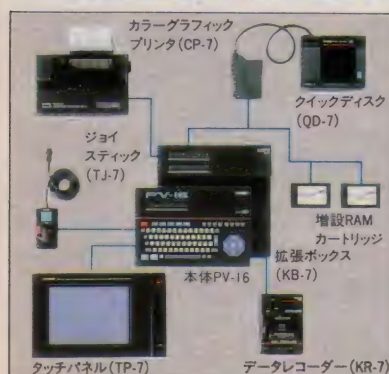 カラーグラフィック
プリンタ(CP-7)
クイックディスク
(QD-7)
ジョイ
スティック
(TJ-7)
増設RAM
カートリッジ
PV-16
拡張ボックス
(KB-7)
本体PV-16
タッチパネル(TP-7)
データレコーダー(KR-7)